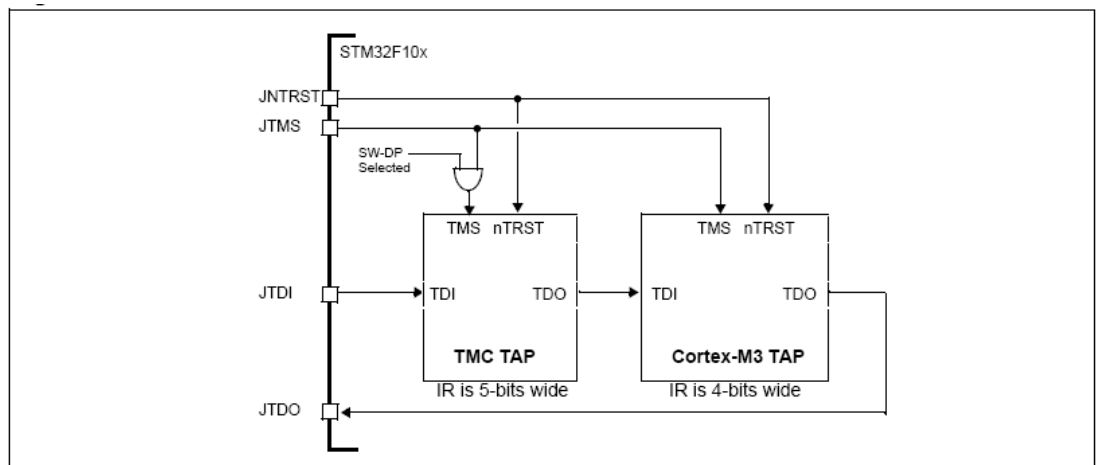 STM32F10x
JNTRST
JTMS
SW-DP
Selected
TMS nTRST
TMS nTRST
JTDI
TDI
TDO
TDI
TDO
TMC TAP
Cortex-M3 TAP
IR is 5-bits wide
IR is 4-bits wide
JTDO